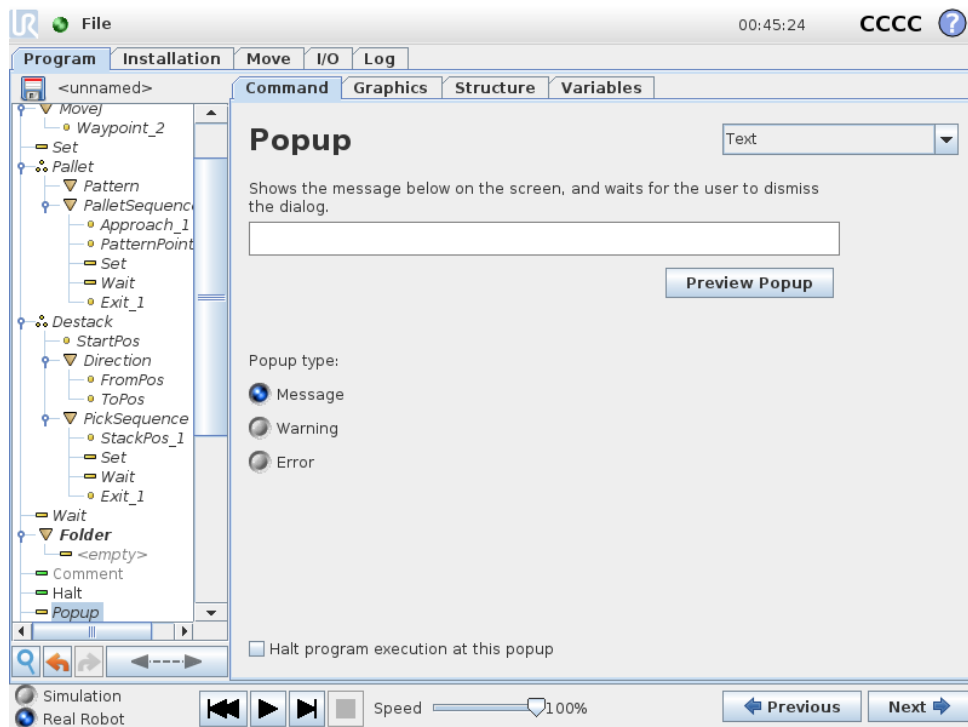 UR File 00:45:24 CCCC ?
Program Installation Move I/O Log
<unnamed> Command Graphics Structure Variables
MoveJ
Waypoint_2
Set
Pallet
Pattern
PalletSequenc
Approach_1
PatternPoint
Set
Wait
Exit_1
Destack
StartPos
Direction
FromPos
ToPos
PickSequence
StackPos_1
Set
Wait
Exit_1
Wait
Folder
<empty>
Comment
Halt
Popup
Popup Text
Shows the message below on the screen, and waits for the user to dismiss
the dialog.
Preview Popup
Popup type:
Message
Warning
Error
Halt program execution at this popup
Simulation
Real Robot
Speed 100%
Previous Next